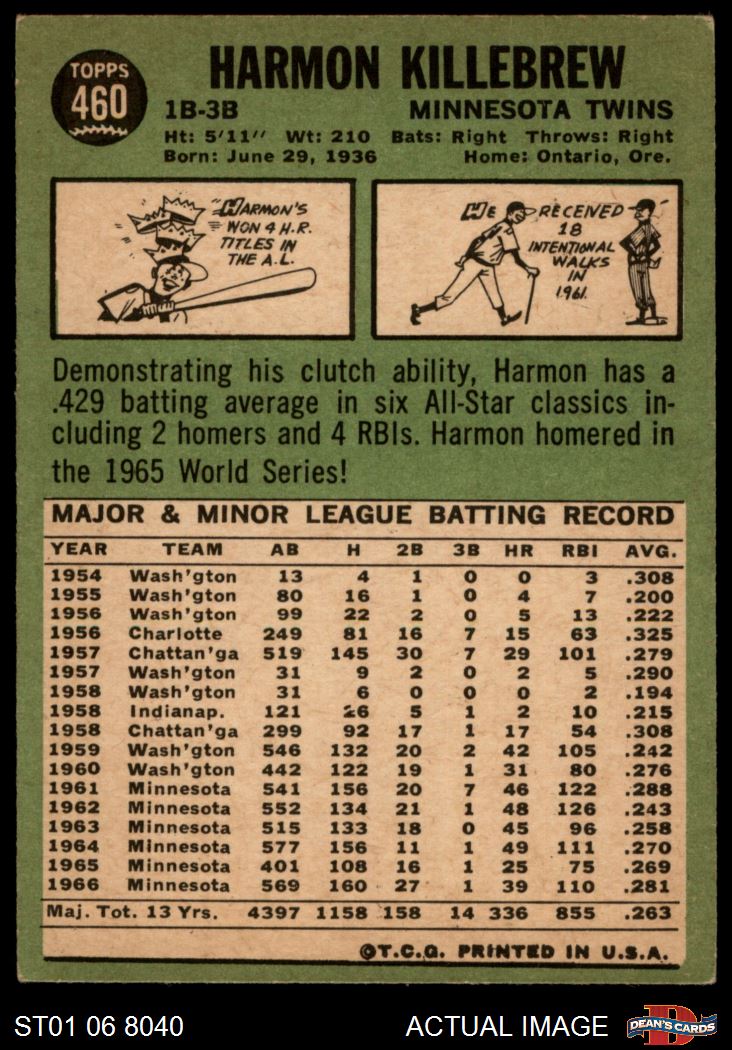 TOPPS
460
HARMON KILLEBREW
1B-3B MINNESOTA TWINS
Ht: 5'11" Wt: 210 Bats: Right Throws: Right
Born: June 29, 1936 Home: Ontario, Ore.
HARMON'S
WON 4 H.R.
TITLES IN
THE A.L.
HE RECEIVED
18
INTENTIONAL
WALKS
IN
1961.
Demonstrating his clutch ability, Harmon has a
.429 batting average in six All-Star classics in-
cluding 2 homers and 4 RBIs. Harmon homered in
the 1965 World Series!
MAJOR & MINOR LEAGUE BATTING RECORD
YEAR TEAM AB H 2B 3B HR RBI AVG.
1954 Wash'gton 13 4 1 0 0 3 .308
1955 Wash'gton 80 16 1 0 4 7 .200
1956 Wash'gton 99 22 2 0 5 13 .222
1956 Charlotte 249 81 16 7 15 63 .325
1957 Chattan'ga 519 145 30 7 29 101 .279
1957 Wash'gton 31 9 2 0 2 5 .290
1958 Wash'gton 31 6 0 0 0 2 .194
1958 Indianap. 121 26 5 1 2 10 .215
1958 Chattan'ga 299 92 17 1 17 54 .308
1959 Wash'gton 546 132 20 2 42 105 .242
1960 Wash'gton 442 122 19 1 31 80 .276
1961 Minnesota 541 156 20 7 46 122 .288
1962 Minnesota 552 134 21 1 48 126 .243
1963 Minnesota 515 133 18 0 45 96 .258
1964 Minnesota 577 156 11 1 49 111 .270
1965 Minnesota 401 108 16 1 25 75 .269
1966 Minnesota 569 160 27 1 39 110 .281
Maj. Tot. 13 Yrs. 4397 1158 158 14 336 855 .263
©T.C.G. PRINTED IN U.S.A.
ST01 06 8040 ACTUAL IMAGE D DEAN'S CARDS